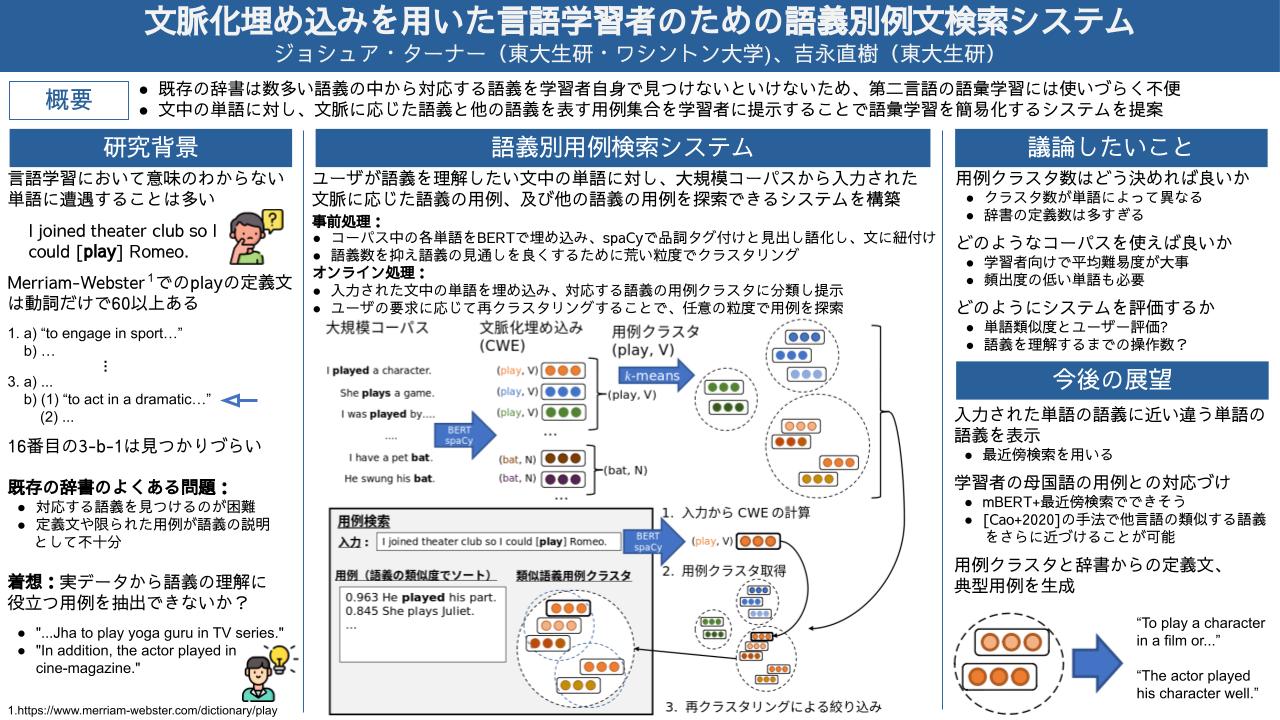 文脈化埋め込みを用いた言語学習者のための語義別例文検索システム
ジョシュア・ターナー（東大生研・ワシントン大学)、吉永直樹（東大生研）
概要
● 既存の辞書は数多い語義の中から対応する語義を学習者自身で見つけないといけないため、第二言語の語彙学習には使いづらく不便
● 文中の単語に対し、文脈に応じた語義と他の語義を表す用例集合を学習者に提示することで語彙学習を簡易化するシステムを提案
研究背景
言語学習において意味のわからない
単語に遭遇することは多い
I joined theater club so I
could [play] Romeo.
Merriam-Webster¹でのplayの定義文
は動詞だけで60以上ある
1. a) “to engage in sport…”
b) …
⋮
3. a) ...
b) (1) “to act in a dramatic…”
(2) ...
16番目の3-b-1は見つかりづらい
既存の辞書のよくある問題：
● 対応する語義を見つけるのが困難
● 定義文や限られた用例が語義の説明
として不十分
着想：実データから語義の理解に
役立つ用例を抽出できないか？
● "...Jha to play yoga guru in TV series."
● "In addition, the actor played in
cine-magazine."
1.https://www.merriam-webster.com/dictionary/play
語義別用例検索システム
ユーザが語義を理解したい文中の単語に対し、大規模コーパスから入力された
文脈に応じた語義の用例、及び他の語義の用例を探索できるシステムを構築
事前処理：
● コーパス中の各単語をBERTで埋め込み、spaCyで品詞タグ付けと見出し語化し、文に紐付け
● 語義数を抑え語義の見通しを良くするために荒い粒度でクラスタリング
オンライン処理：
● 入力された文中の単語を埋め込み、対応する語義の用例クラスタに分類し提示
● ユーザの要求に応じて再クラスタリングすることで、任意の粒度で用例を探索
大規模コーパス
I played a character.
She plays a game.
I was played by....
....
I have a pet bat.
He swung his bat.
BERT
spaCy
文脈化埋め込み
(CWE)
(play, V)
(play, V)
(play, V)
...
(bat, N)
(bat, N)
...
(play, V)
(bat, N)
用例クラスタ
(play, V)
k-means
用例検索
入力：
I joined theater club so I could [play] Romeo.
用例（語義の類似度でソート）
0.963 He played his part.
0.845 She plays Juliet.
...
類似語義用例クラスタ
BERT
spaCy
1. 入力から CWE の計算
(play, V)
2. 用例クラスタ取得
3. 再クラスタリングによる絞り込み
議論したいこと
用例クラスタ数はどう決めれば良いか
● クラスタ数が単語によって異なる
● 辞書の定義数は多すぎる
どのようなコーパスを使えば良いか
● 学習者向けで平均難易度が大事
● 頻出度の低い単語も必要
どのようにシステムを評価するか
● 単語類似度とユーザー評価?
● 語義を理解するまでの操作数？
今後の展望
入力された単語の語義に近い違う単語の
語義を表示
● 最近傍検索を用いる
学習者の母国語の用例との対応づけ
● mBERT+最近傍検索でできそう
● [Cao+2020]の手法で他言語の類似する語義
をさらに近づけることが可能
用例クラスタと辞書からの定義文、
典型用例を生成
“To play a character
in a film or...”
“The actor played
his character well.”